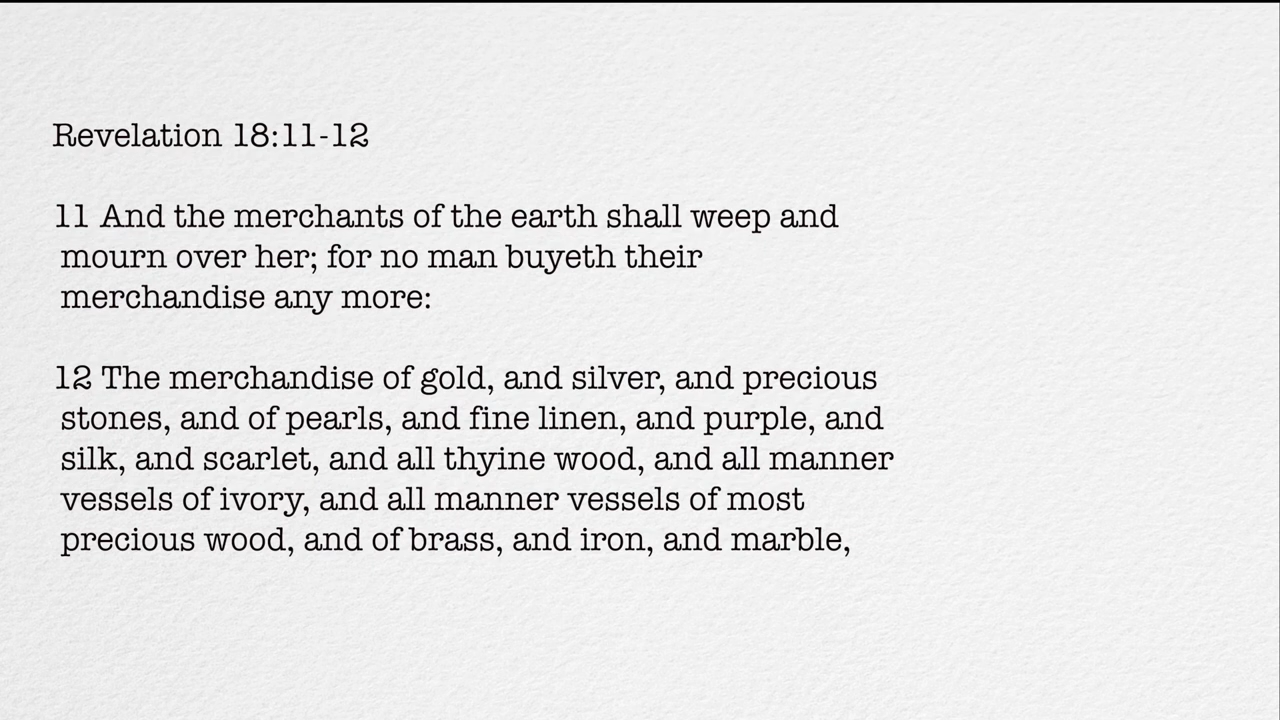 Revelation 18:11-12
11 And the merchants of the earth shall weep and
mourn over her; for no man buyeth their
merchandise any more:
12 The merchandise of gold, and silver, and precious
stones, and of pearls, and fine linen, and purple, and
silk, and scarlet, and all thyine wood, and all manner
vessels of ivory, and all manner vessels of most
precious wood, and of brass, and iron, and marble,